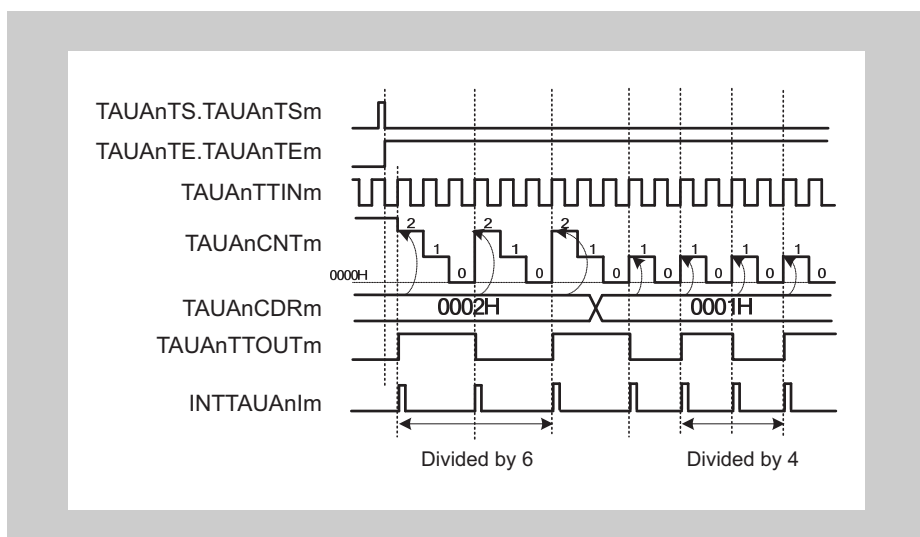 TAUAnTS.TAUAnTSm
TAUAnTE.TAUAnTEm
TAUAnTTINm
TAUAnCNTm
2 2 2
1 1 1 1 1 1 1
0 0 0 0 0 0 0
0000H
TAUAnCDRm
0002H 0001H
TAUAnTTOUTm
INTTAUAnIm
Divided by 6 Divided by 4